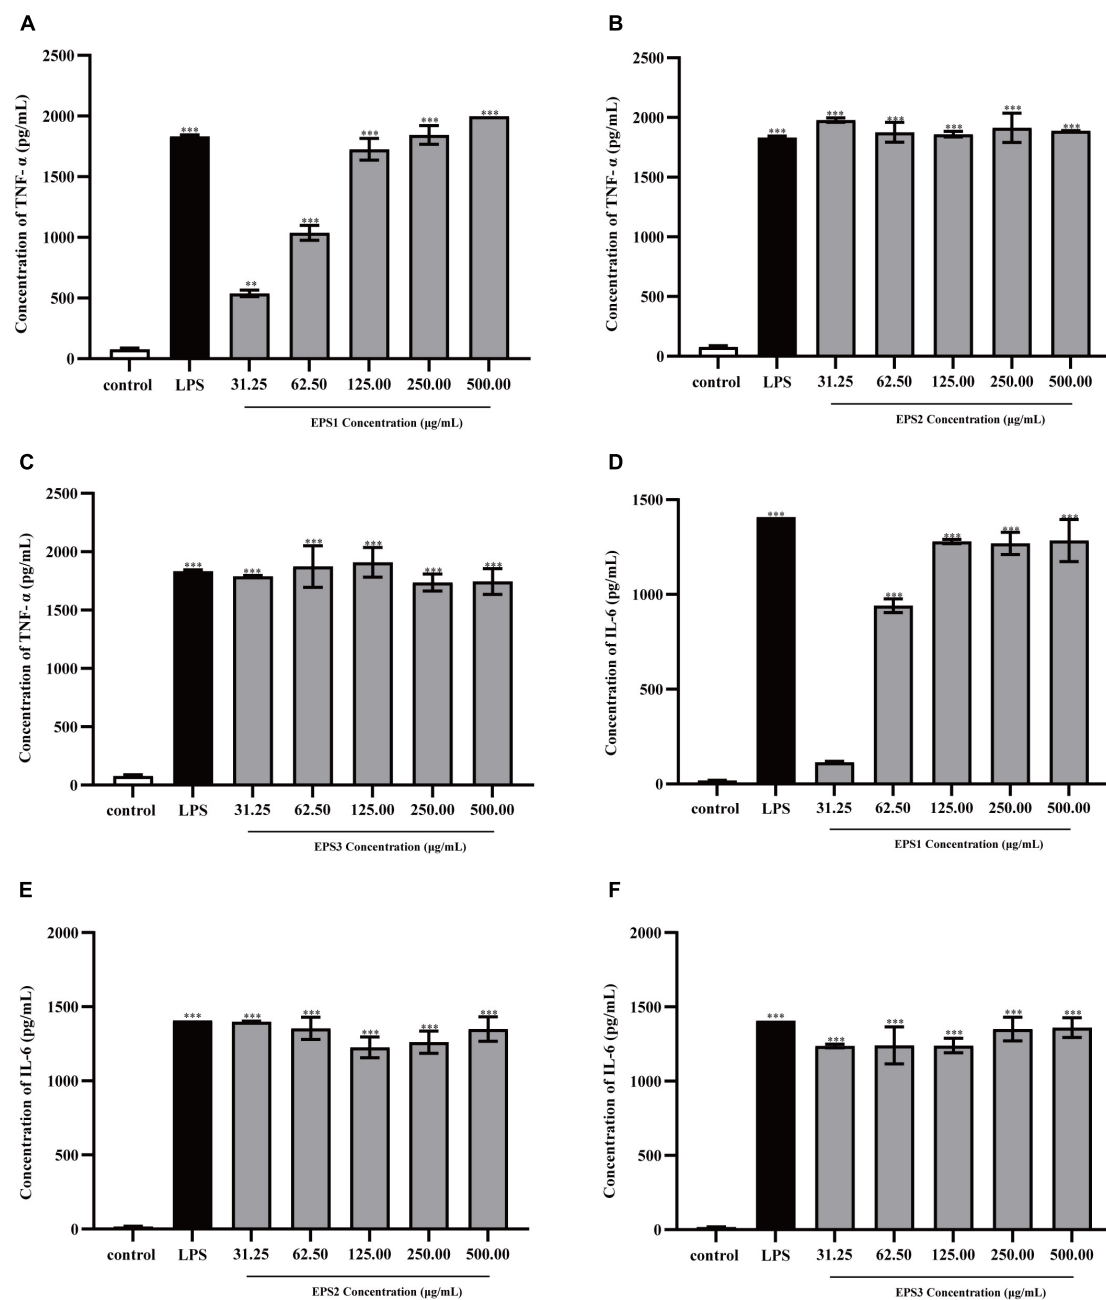 A
Concentration of TNF- α (pg/mL)
2500
2000
1500
1000
500
0
*** ** *** *** *** ***
control LPS 31.25 62.50 125.00 250.00 500.00
EPS1 Concentration (μg/mL)
B
Concentration of TNF- α (pg/mL)
2500
2000
1500
1000
500
0
*** *** *** *** *** ***
control LPS 31.25 62.50 125.00 250.00 500.00
EPS2 Concentration (μg/mL)
C
Concentration of TNF- α (pg/mL)
2500
2000
1500
1000
500
0
*** *** *** *** *** ***
control LPS 31.25 62.50 125.00 250.00 500.00
EPS3 Concentration (μg/mL)
D
Concentration of IL-6 (pg/mL)
1500
1000
500
0
*** *** *** *** ***
control LPS 31.25 62.50 125.00 250.00 500.00
EPS1 Concentration (μg/mL)
E
Concentration of IL-6 (pg/mL)
2000
1500
1000
500
0
*** *** *** *** *** ***
control LPS 31.25 62.50 125.00 250.00 500.00
EPS2 Concentration (μg/mL)
F
Concentration of IL-6 (pg/mL)
2000
1500
1000
500
0
*** *** *** *** *** ***
control LPS 31.25 62.50 125.00 250.00 500.00
EPS3 Concentration (μg/mL)